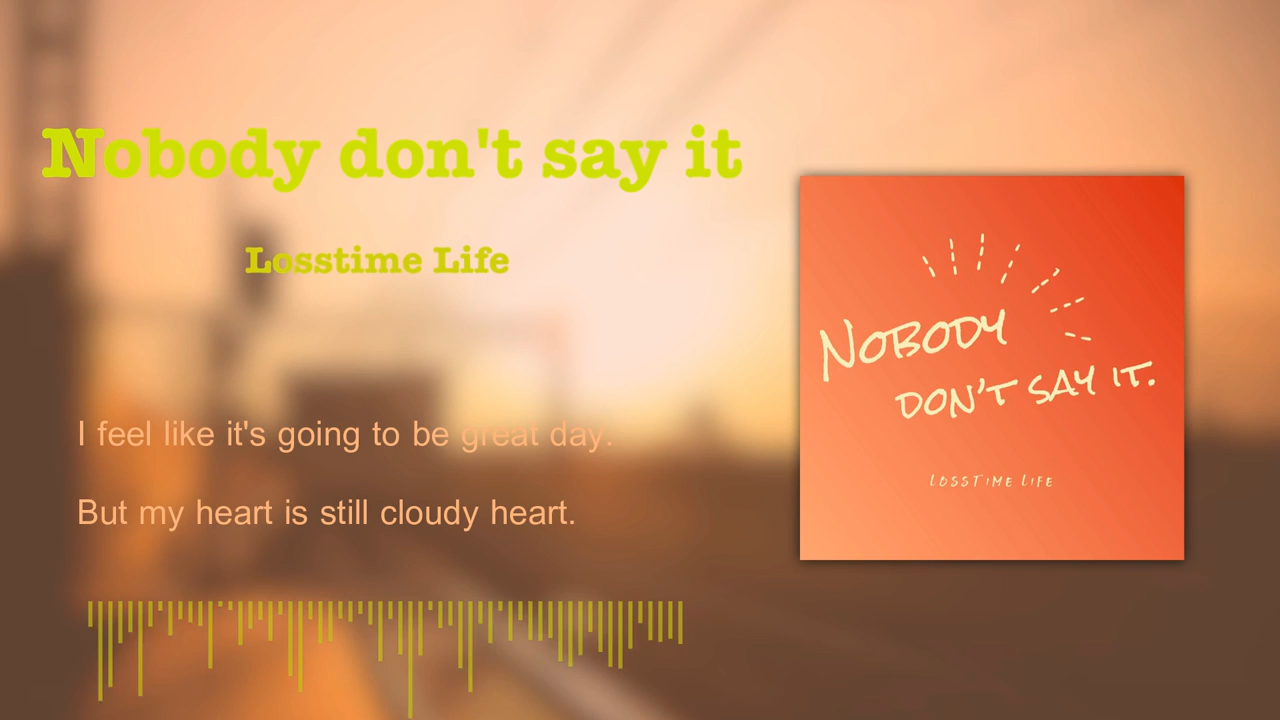 Nobody don't say it
Losstime Life
I feel like it's going to be great day.
But my heart is still cloudy heart.
NOBODY
DON'T SAY IT.
LOSSTIME LIFE